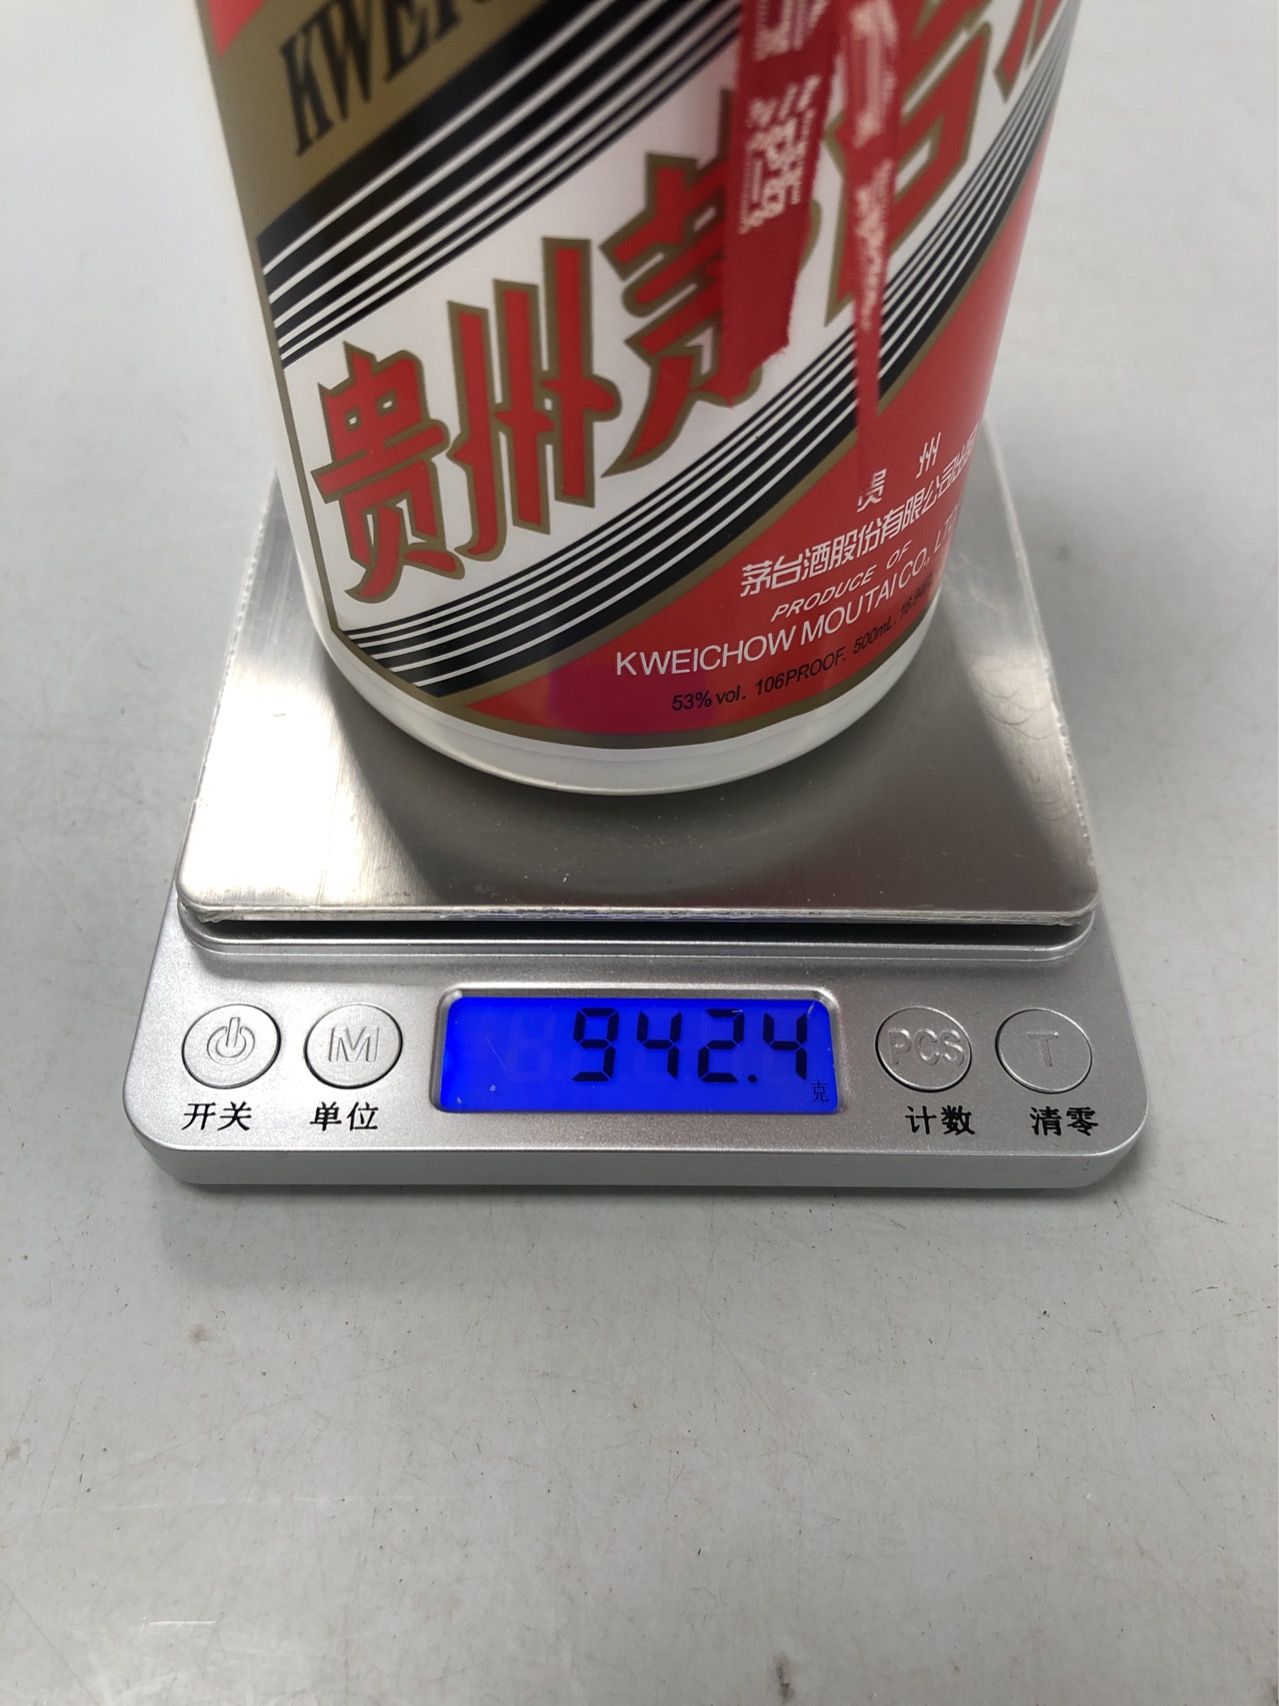 贵州茅台
贵州
茅台酒股份有限公司出品
PRODUCE OF
KWEICHOW MOUTAI CO., LTD
53% vol. 106PROOF. 500mL.
942.4
克
M
PCS
T
开关
单位
计数
清零